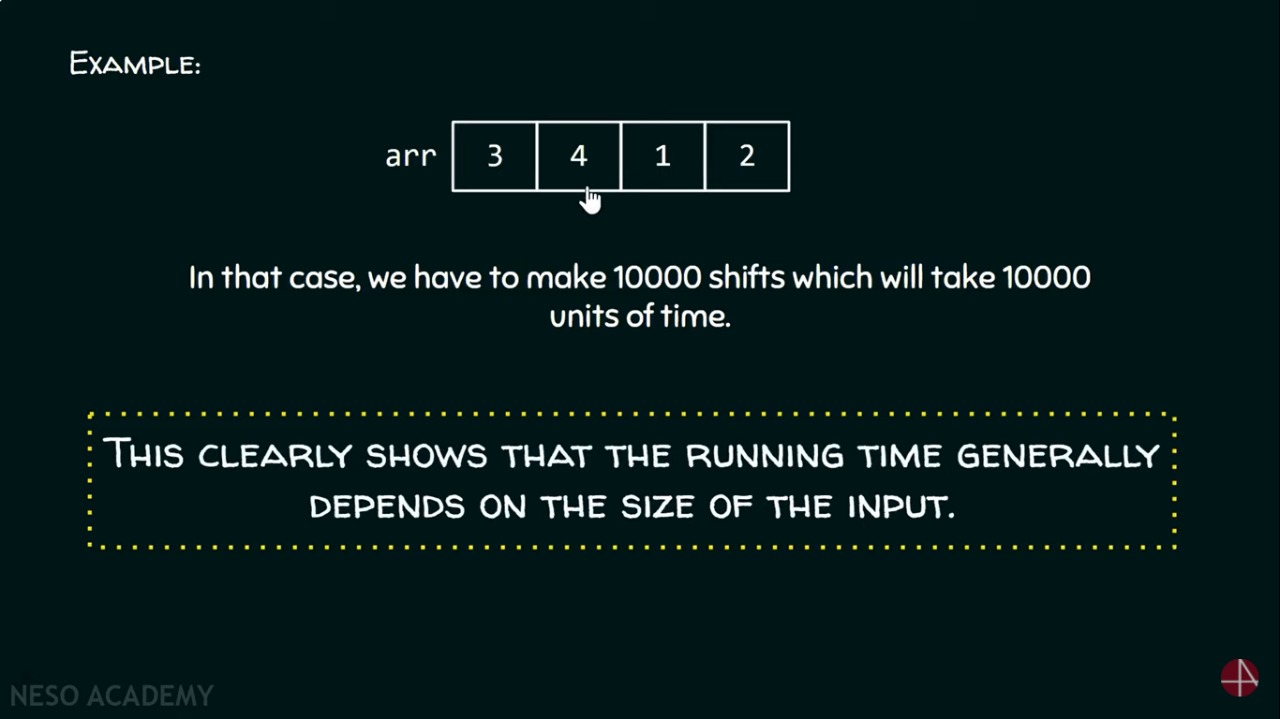 Example:
arr 3 4 1 2
In that case, we have to make 10000 shifts which will take 10000
units of time.
This clearly shows that the running time generally
depends on the size of the input.
NESO ACADEMY